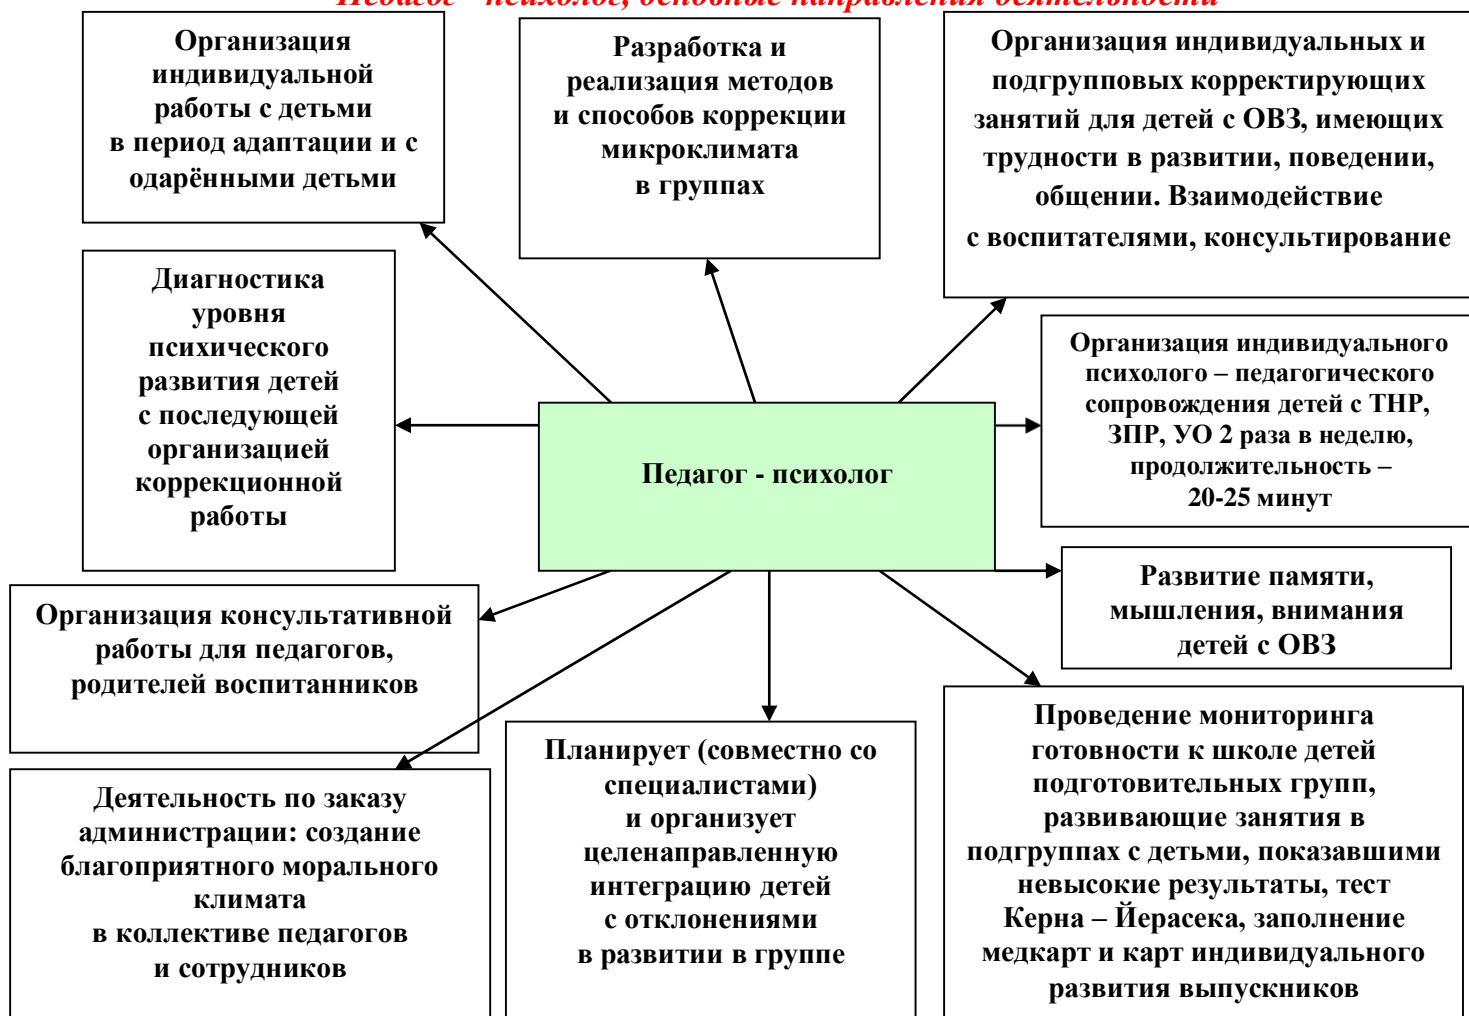 Педагог - психолог, основные направления деятельности
Организация
индивидуальной
работы с детьми
в период адаптации и с
одарёнными детьми
Разработка и
реализация методов
и способов коррекции
микроклимата
в группах
Организация индивидуальных и
подгрупповых корректирующих
занятий для детей с ОВЗ, имеющих
трудности в развитии, поведении,
общении. Взаимодействие
с воспитателями, консультирование
Диагностика
уровня
психического
развития детей
с последующей
организацией
коррекционной
работы
Организация индивидуального
психолого – педагогического
сопровождения детей с ТНР,
ЗПР, УО 2 раза в неделю,
продолжительность –
20-25 минут
Педагог - психолог
Развитие памяти,
мышления, внимания
детей с ОВЗ
Организация консультативной
работы для педагогов,
родителей воспитанников
Деятельность по заказу
администрации: создание
благоприятного морального
климата
в коллективе педагогов
и сотрудников
Планирует (совместно со
специалистами)
и организует
целенаправленную
интеграцию детей
с отклонениями
в развитии в группе
Проведение мониторинга
готовности к школе детей
подготовительных групп,
развивающие занятия в
подгруппах с детьми, показавшими
невысокие результаты, тест
Керна – Йерасека, заполнение
медкарт и карт индивидуального
развития выпускников